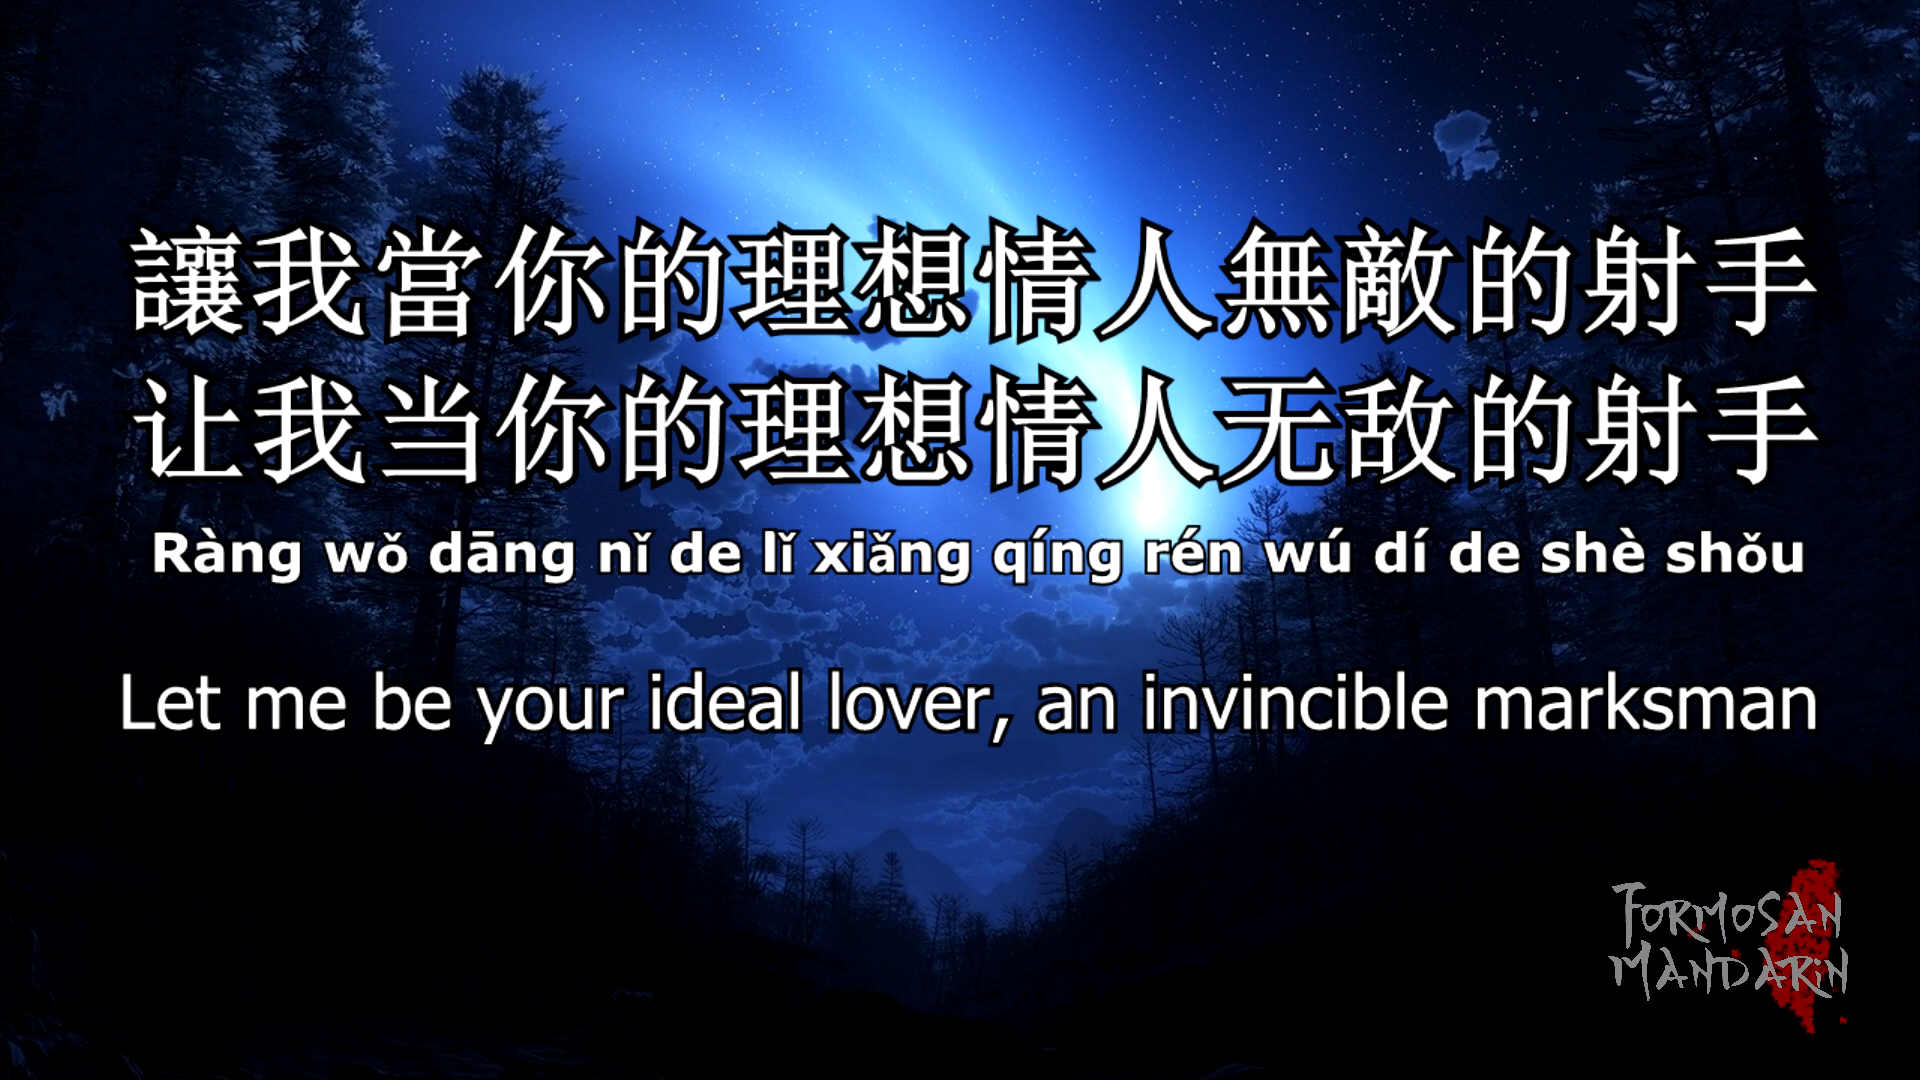 讓我當你的理想情人無敵的射手
让我当你的理想情人无敌的射手
Ràng wǒ dāng nǐ de lǐ xiǎng qíng rén wú dí de shè shǒu
Let me be your ideal lover, an invincible marksman
FORMOSAN
MANDARIN